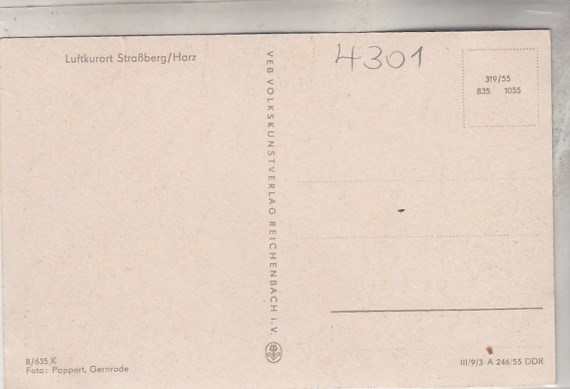 Luftkurort Straßberg/Harz
4301
319/55
835 1055
VEB VOLKSKUNSTVERLAG REICHENBACH i. V.
8/635 K
Foto: Pappert, Gernrode
III/9/3 A 246/55 DDR